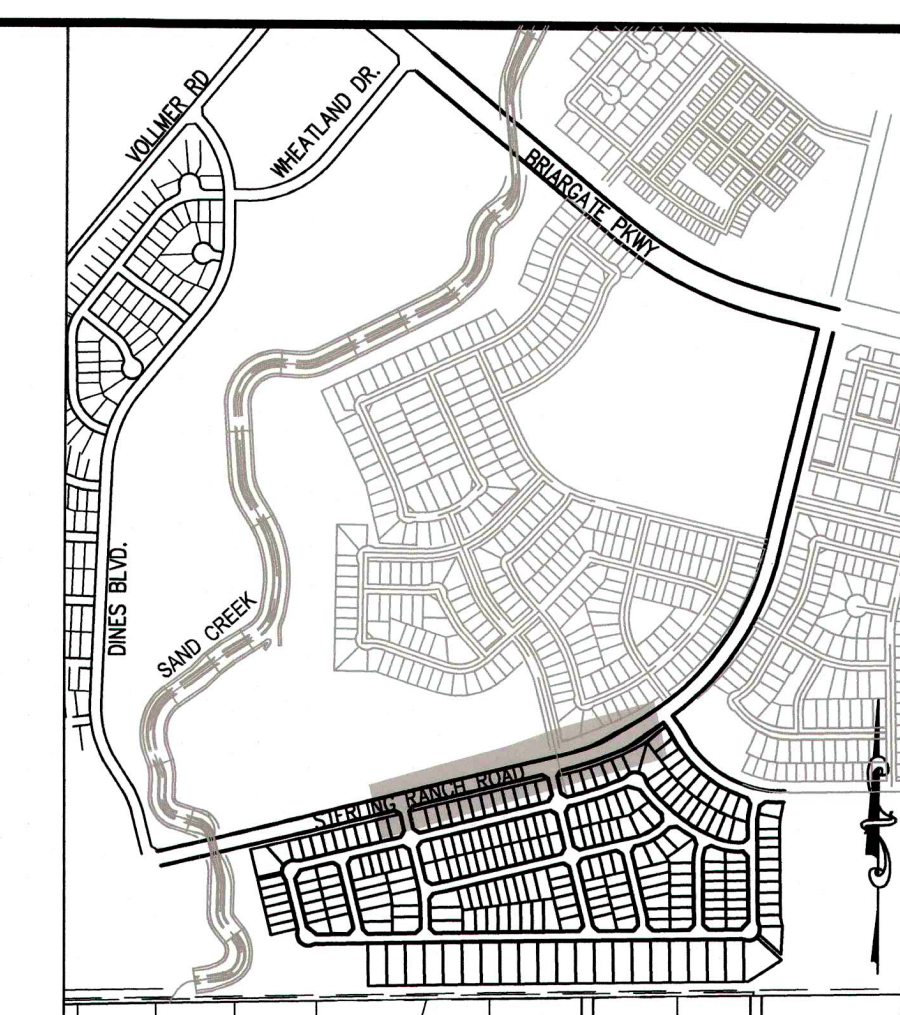 VOLLMER RD
WHEATLAND DR.
BRIARGATE PKWY
DINES BLVD.
SAND CREEK
STERLING RANCH ROAD